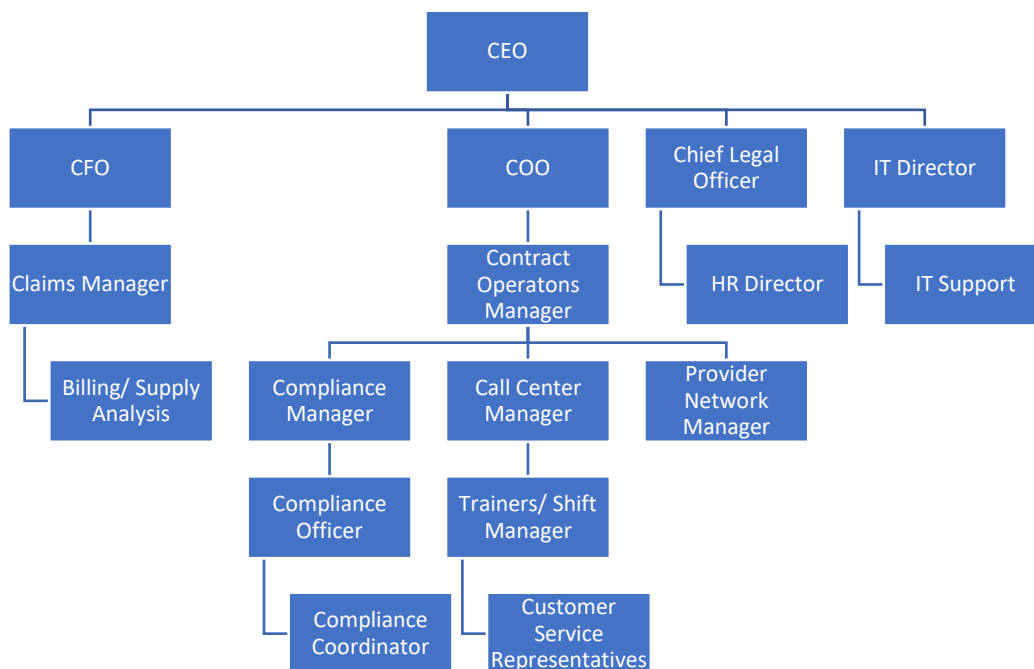 CEO
CFO
COO
Chief Legal
Officer
IT Director
Claims Manager
Contract
Operatons
Manager
HR Director
IT Support
Billing/ Supply
Analysis
Compliance
Manager
Call Center
Manager
Provider
Network
Manager
Compliance
Officer
Trainers/ Shift
Manager
Compliance
Coordinator
Customer
Service
Representatives